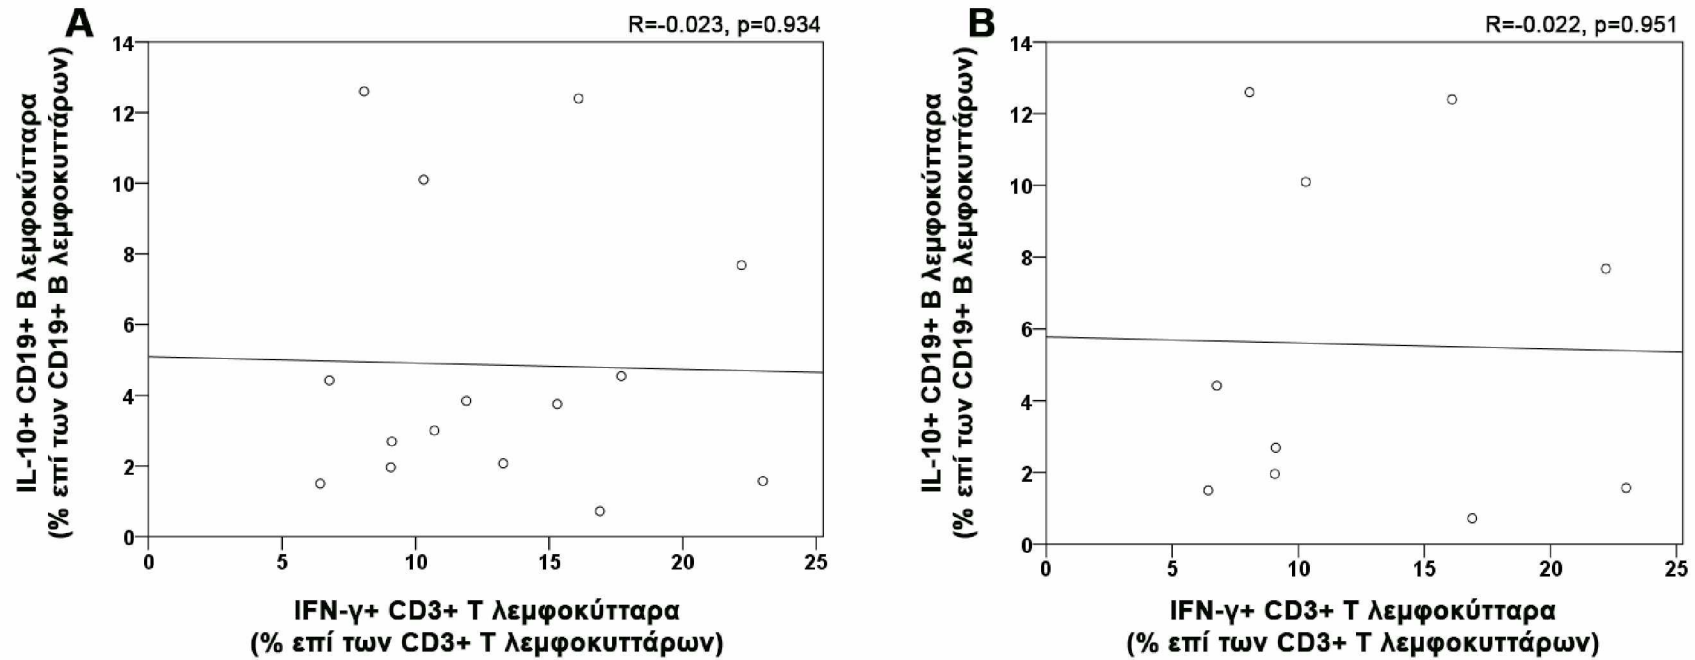 A
R=-0.023, p=0.934
IL-10+ CD19+ Β λεμφοκύτταρα
(% επί των CD19+ Β λεμφοκυττάρων)
14
12
10
8
6
4
2
0
0 5 10 15 20 25
IFN-γ+ CD3+ Τ λεμφοκύτταρα
(% επί των CD3+ Τ λεμφοκυττάρων)
B
R=-0.022, p=0.951
IL-10+ CD19+ Β λεμφοκύτταρα
(% επί των CD19+ Β λεμφοκυττάρων)
14
12
10
8
6
4
2
0
0 5 10 15 20 25
IFN-γ+ CD3+ Τ λεμφοκύτταρα
(% επί των CD3+ Τ λεμφοκυττάρων)